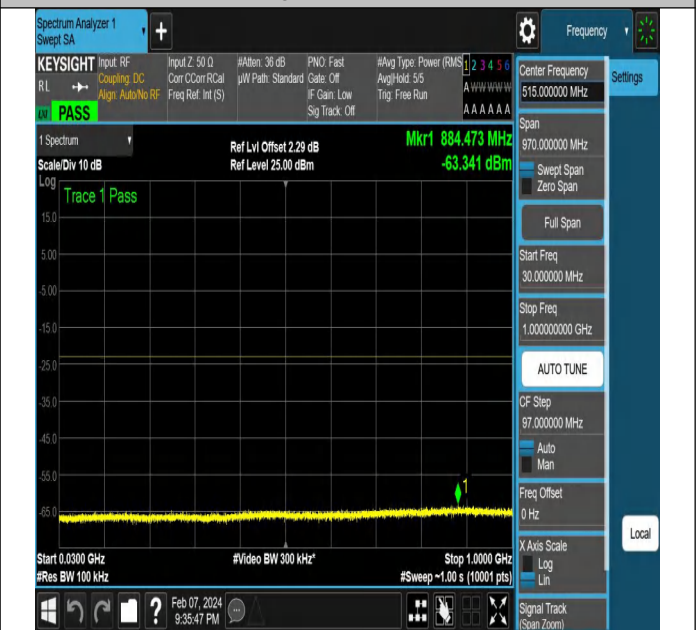 Spectrum Analyzer 1
Swept SA
Frequency
KEYSIGHT
RL
PASS
Input: RF
Coupling: DC
Align: Auto/No RF
Input Z: 50 Ω
Corr CCorr RCal
Freq Ref: Int (S)
#Atten: 36 dB
µW Path: Standard
PNO: Fast
Gate: Off
IF Gain: Low
Sig Track: Off
#Avg Type: Power (RMS
Avg|Hold: 5/5
Trig: Free Run
1 2 3 4 5 6
A W W W W W
A A A A A A
1 Spectrum
Scale/Div 10 dB
Ref Lvl Offset 2.29 dB
Ref Level 25.00 dBm
Mkr1 884.473 MHz
-63.341 dBm
Log
Trace 1 Pass
15.0
5.00
-5.00
-15.0
-25.0
-35.0
-45.0
-55.0
-65.0
1
Start 0.0300 GHz
#Res BW 100 kHz
#Video BW 300 kHz*
Stop 1.0000 GHz
#Sweep ~1.00 s (10001 pts)
Center Frequency
515.000000 MHz
Settings
Span
970.000000 MHz
Swept Span
Zero Span
Full Span
Start Freq
30.000000 MHz
Stop Freq
1.000000000 GHz
AUTO TUNE
CF Step
97.000000 MHz
Auto
Man
Freq Offset
0 Hz
Local
X Axis Scale
Log
Lin
Signal Track
(Span Zoom)
?
Feb 07, 2024
9:35:47 PM